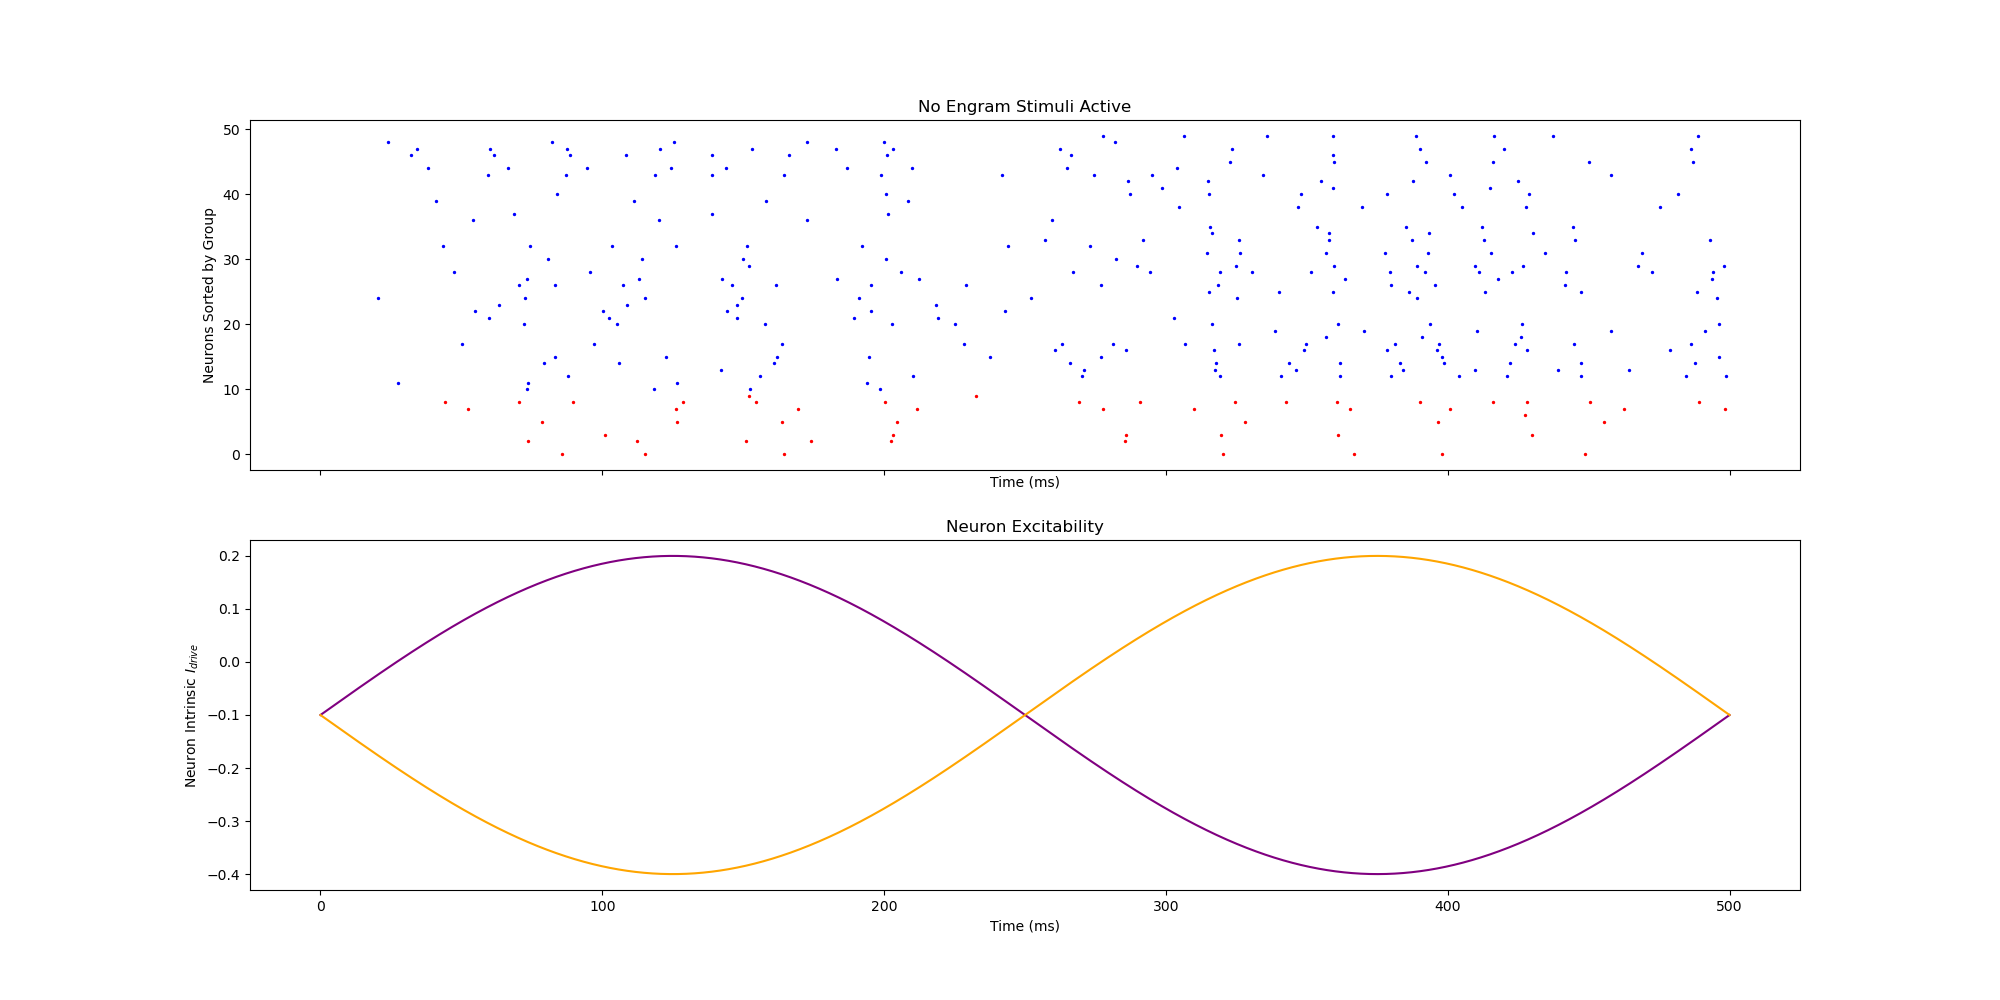 No Engram Stimuli Active
Neurons Sorted by Group
50
40
30
20
10
0
Time (ms)
Neuron Excitability
Neuron Intrinsic I_drive
0.2
0.1
0.0
−0.1
−0.2
−0.3
−0.4
0 100 200 300 400 500
Time (ms)